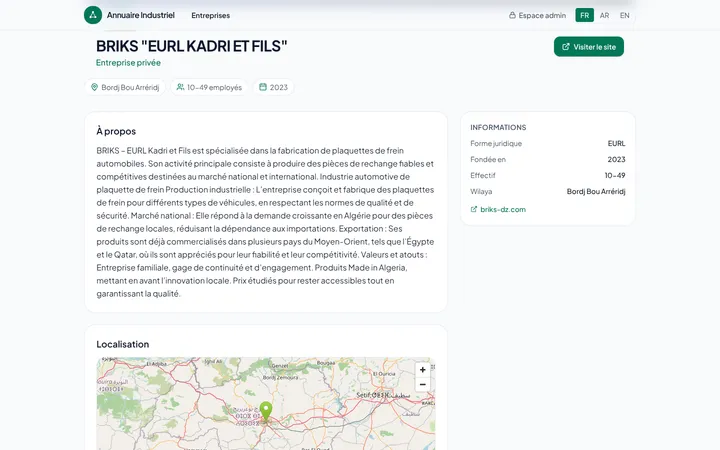 Annuaire Industriel
Entreprises
Espace admin
FR
AR
EN
BRIKS "EURL KADRI ET FILS"
Entreprise privée
Visiter le site
Bordj Bou Arréridj
10–49 employés
2023
À propos
BRIKS – EURL Kadri et Fils est spécialisée dans la fabrication de plaquettes de frein
automobiles. Son activité principale consiste à produire des pièces de rechange fiables et
compétitives destinées au marché national et international. Industrie automotive de
plaquette de frein Production industrielle : L'entreprise conçoit et fabrique des plaquettes
de frein pour différents types de véhicules, en respectant les normes de qualité et de
sécurité. Marché national : Elle répond à la demande croissante en Algérie pour des pièces
de rechange locales, réduisant la dépendance aux importations. Exportation : Ses
produits sont déjà commercialisés dans plusieurs pays du Moyen-Orient, tels que l'Égypte
et le Qatar, où ils sont appréciés pour leur fiabilité et leur compétitivité. Valeurs et atouts :
Entreprise familiale, gage de continuité et d'engagement. Produits Made in Algeria,
mettant en avant l'innovation locale. Prix étudiés pour rester accessibles tout en
garantissant la qualité.
INFORMATIONS
Forme juridique
EURL
Fondée en
2023
Effectif
10–49
Wilaya
Bordj Bou Arréridj
briks-dz.com
Localisation
Genzet
Bougaa
Bordj Zemoura
El Ouricia
+
−